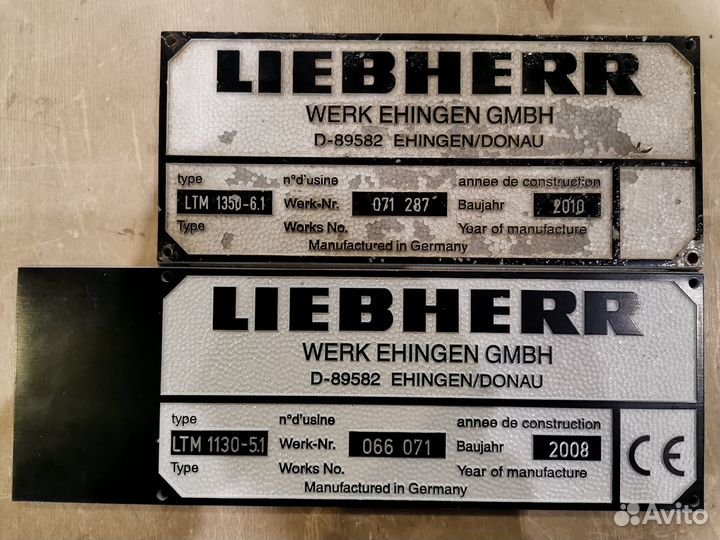 LIEBHERR
WERK EHINGEN GMBH
D-89582 EHINGEN/DONAU
type n°d'usine annee de construction
LTM 1350-6.1 Werk-Nr. 071 287 Baujahr 2010
Type Works No. Year of manufacture
Manufactured in Germany
LIEBHERR
WERK EHINGEN GMBH
D-89582 EHINGEN/DONAU
type n°d'usine annee de construction
LTM 1130-5.1 Werk-Nr. 066 071 Baujahr 2008 CE
Type Works No. Year of manufacture
Manufactured in Germany
Avito